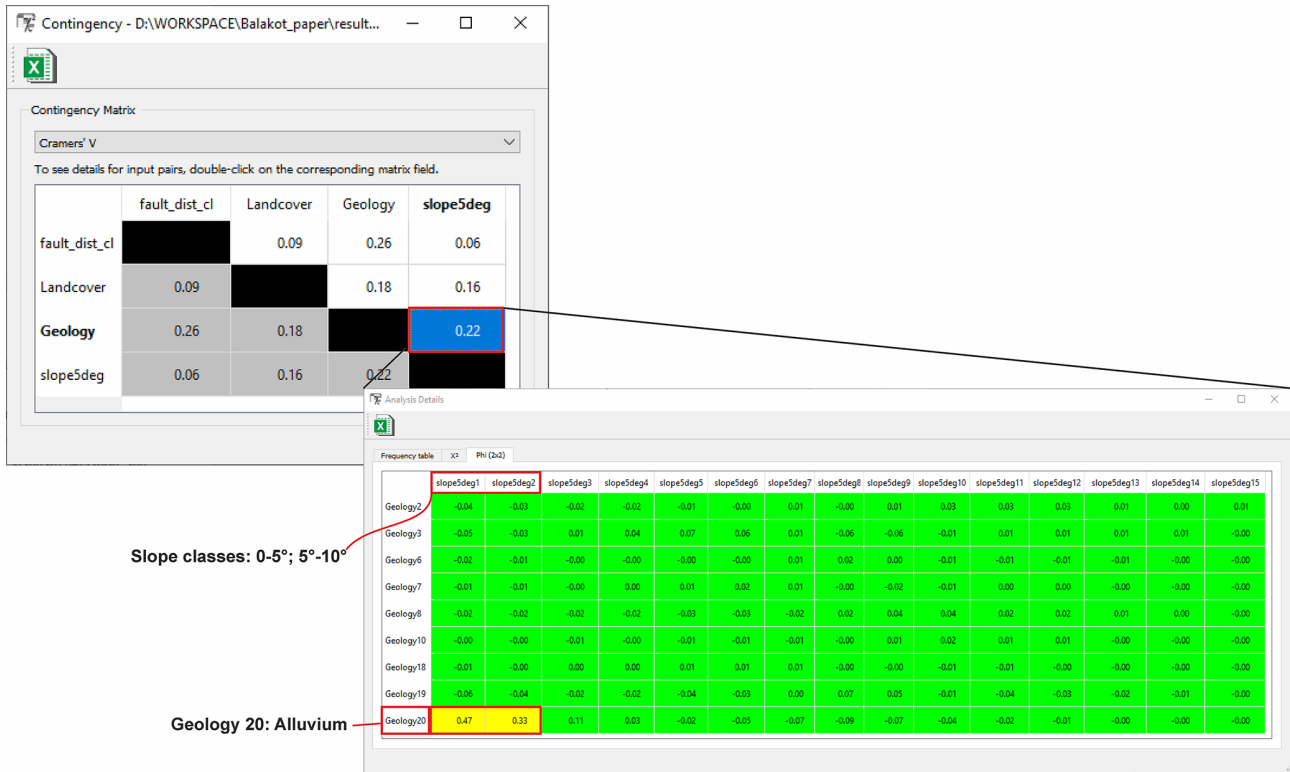 Contingency - D:\WORKSPACE\Balakot_paper\result...
Contingency Matrix
Cramers' V
To see details for input pairs, double-click on the corresponding matrix field.
fault_dist_cl Landcover Geology slope5deg
fault_dist_cl 0.09 0.26 0.06
Landcover 0.09 0.18 0.16
Geology 0.26 0.18 0.22
slope5deg 0.06 0.16 0.22
Analysis Details
Frequency table X² Phi (2x2)
slope5deg1 slope5deg2 slope5deg3 slope5deg4 slope5deg5 slope5deg6 slope5deg7 slope5deg8 slope5deg9 slope5deg10 slope5deg11 slope5deg12 slope5deg13 slope5deg14 slope5deg15
Geology2 -0.04 -0.03 -0.02 -0.02 -0.01 -0.00 0.01 -0.00 0.01 0.03 0.03 0.03 0.01 0.00 0.01
Geology3 -0.05 -0.03 0.01 0.04 0.07 0.06 0.01 -0.06 -0.06 -0.01 0.01 0.01 0.01 0.01 -0.00
Geology6 -0.02 -0.01 -0.00 -0.00 -0.00 -0.00 0.01 0.02 0.00 -0.01 -0.01 -0.01 -0.01 -0.00 -0.00
Geology7 -0.01 -0.01 -0.00 0.00 0.01 0.02 0.01 -0.00 -0.02 -0.01 0.00 0.00 -0.00 -0.00 -0.00
Geology8 -0.02 -0.02 -0.02 -0.02 -0.03 -0.03 -0.02 0.02 0.04 0.04 0.02 0.02 0.01 0.00 -0.00
Geology10 -0.00 -0.00 -0.01 -0.00 -0.01 -0.01 -0.01 -0.00 0.01 0.02 0.01 0.01 -0.00 -0.00 -0.00
Geology18 -0.01 -0.00 0.00 0.00 0.01 0.01 0.01 -0.00 -0.00 -0.01 -0.01 -0.00 -0.00 -0.00 -0.00
Geology19 -0.06 -0.04 -0.02 -0.02 -0.04 -0.03 0.00 0.07 0.05 -0.01 -0.04 -0.03 -0.02 -0.01 -0.00
Geology20 0.47 0.33 0.11 0.03 -0.02 -0.05 -0.07 -0.09 -0.07 -0.04 -0.02 -0.01 -0.00 -0.00 -0.00
Slope classes: 0-5°; 5°-10°
Geology 20: Alluvium